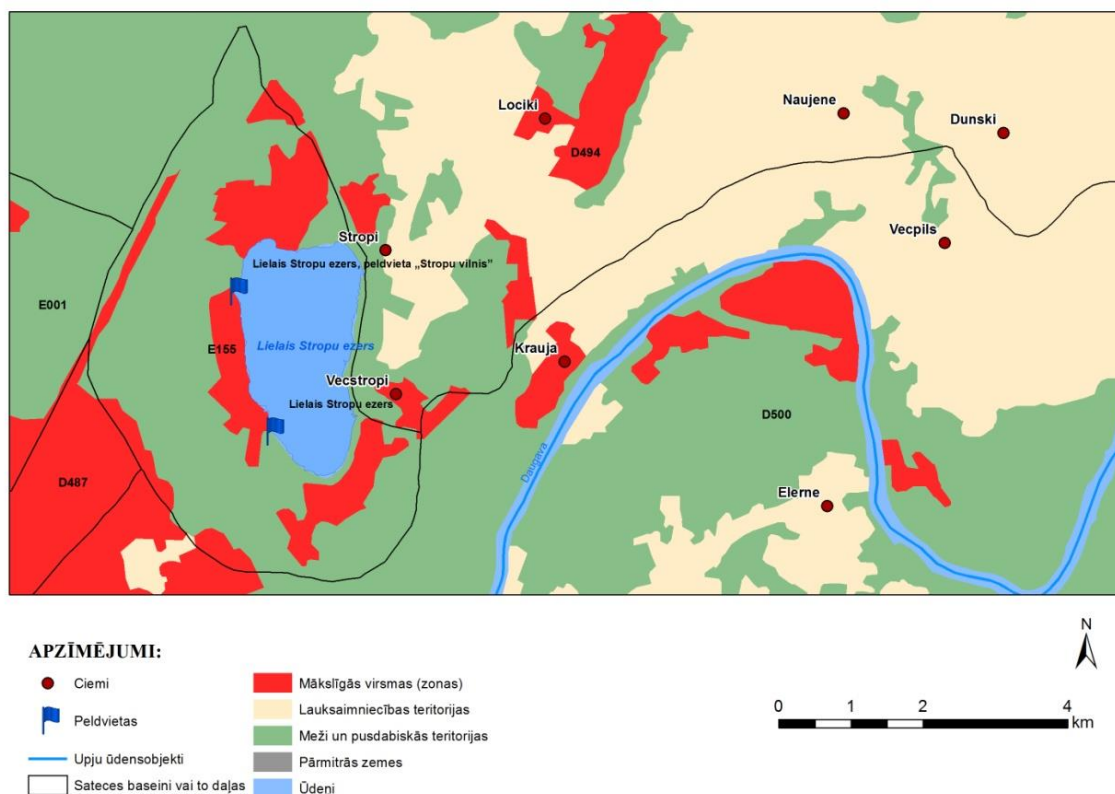 Lociki
Naujene
Dunski
D494
Stropi
Vecpils
Lielais Stropu ezers, peldvieta „Stropu vilnis”
E001
E155
Lielais Stropu ezers
Krauja
Vecstropi
Lielais Stropu ezers
D500
Daugava
D487
Elerne
APZĪMĒJUMI:
Ciemi
Peldvietas
Upju ūdensobjekti
Sateces baseini vai to daļas
Mākslīgās virsmas (zonas)
Lauksaimniecības teritorijas
Meži un pusdabiskās teritorijas
Pārmitrās zemes
Ūdeņi
N
0 1 2 4
km